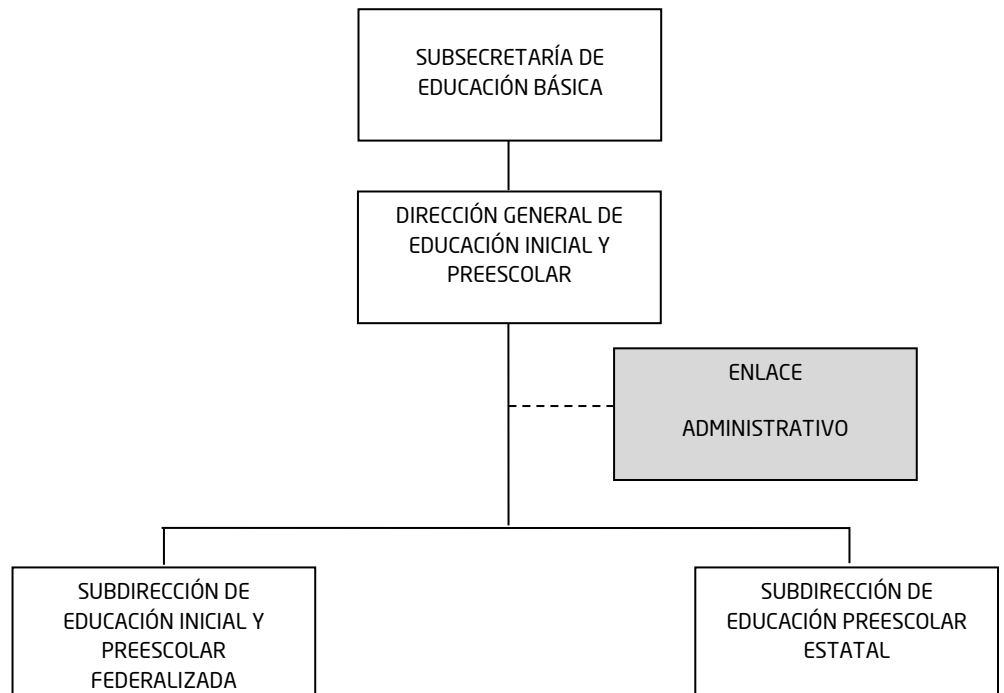 SUBSECRETARÍA DE
EDUCACIÓN BÁSICA
DIRECCIÓN GENERAL DE
EDUCACIÓN INICIAL Y
PREESCOLAR
ENLACE
ADMINISTRATIVO
SUBDIRECCIÓN DE
EDUCACIÓN INICIAL Y
PREESCOLAR
FEDERALIZADA
SUBDIRECCIÓN DE
EDUCACIÓN PREESCOLAR
ESTATAL